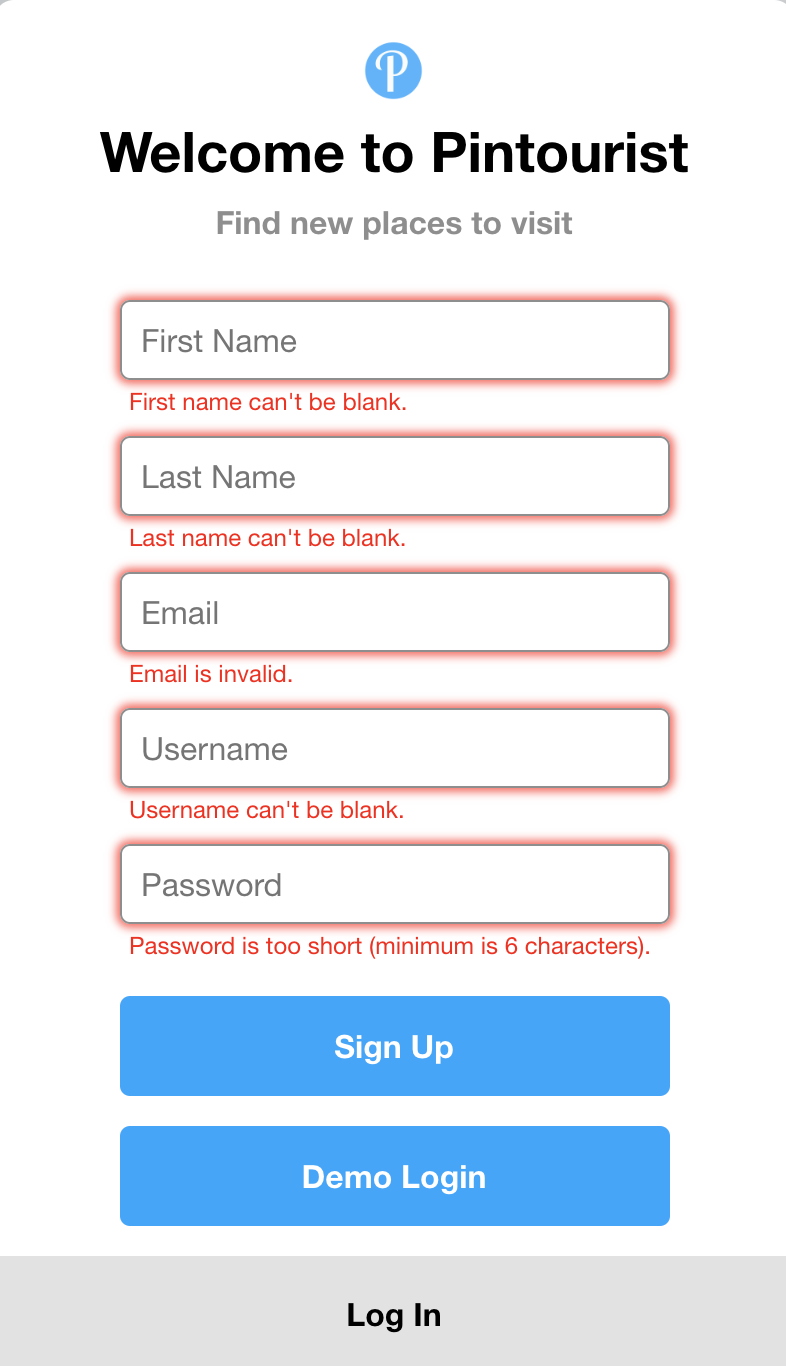 P
Welcome to Pintourist
Find new places to visit
First Name
First name can't be blank.
Last Name
Last name can't be blank.
Email
Email is invalid.
Username
Username can't be blank.
Password
Password is too short (minimum is 6 characters).
Sign Up
Demo Login
Log In